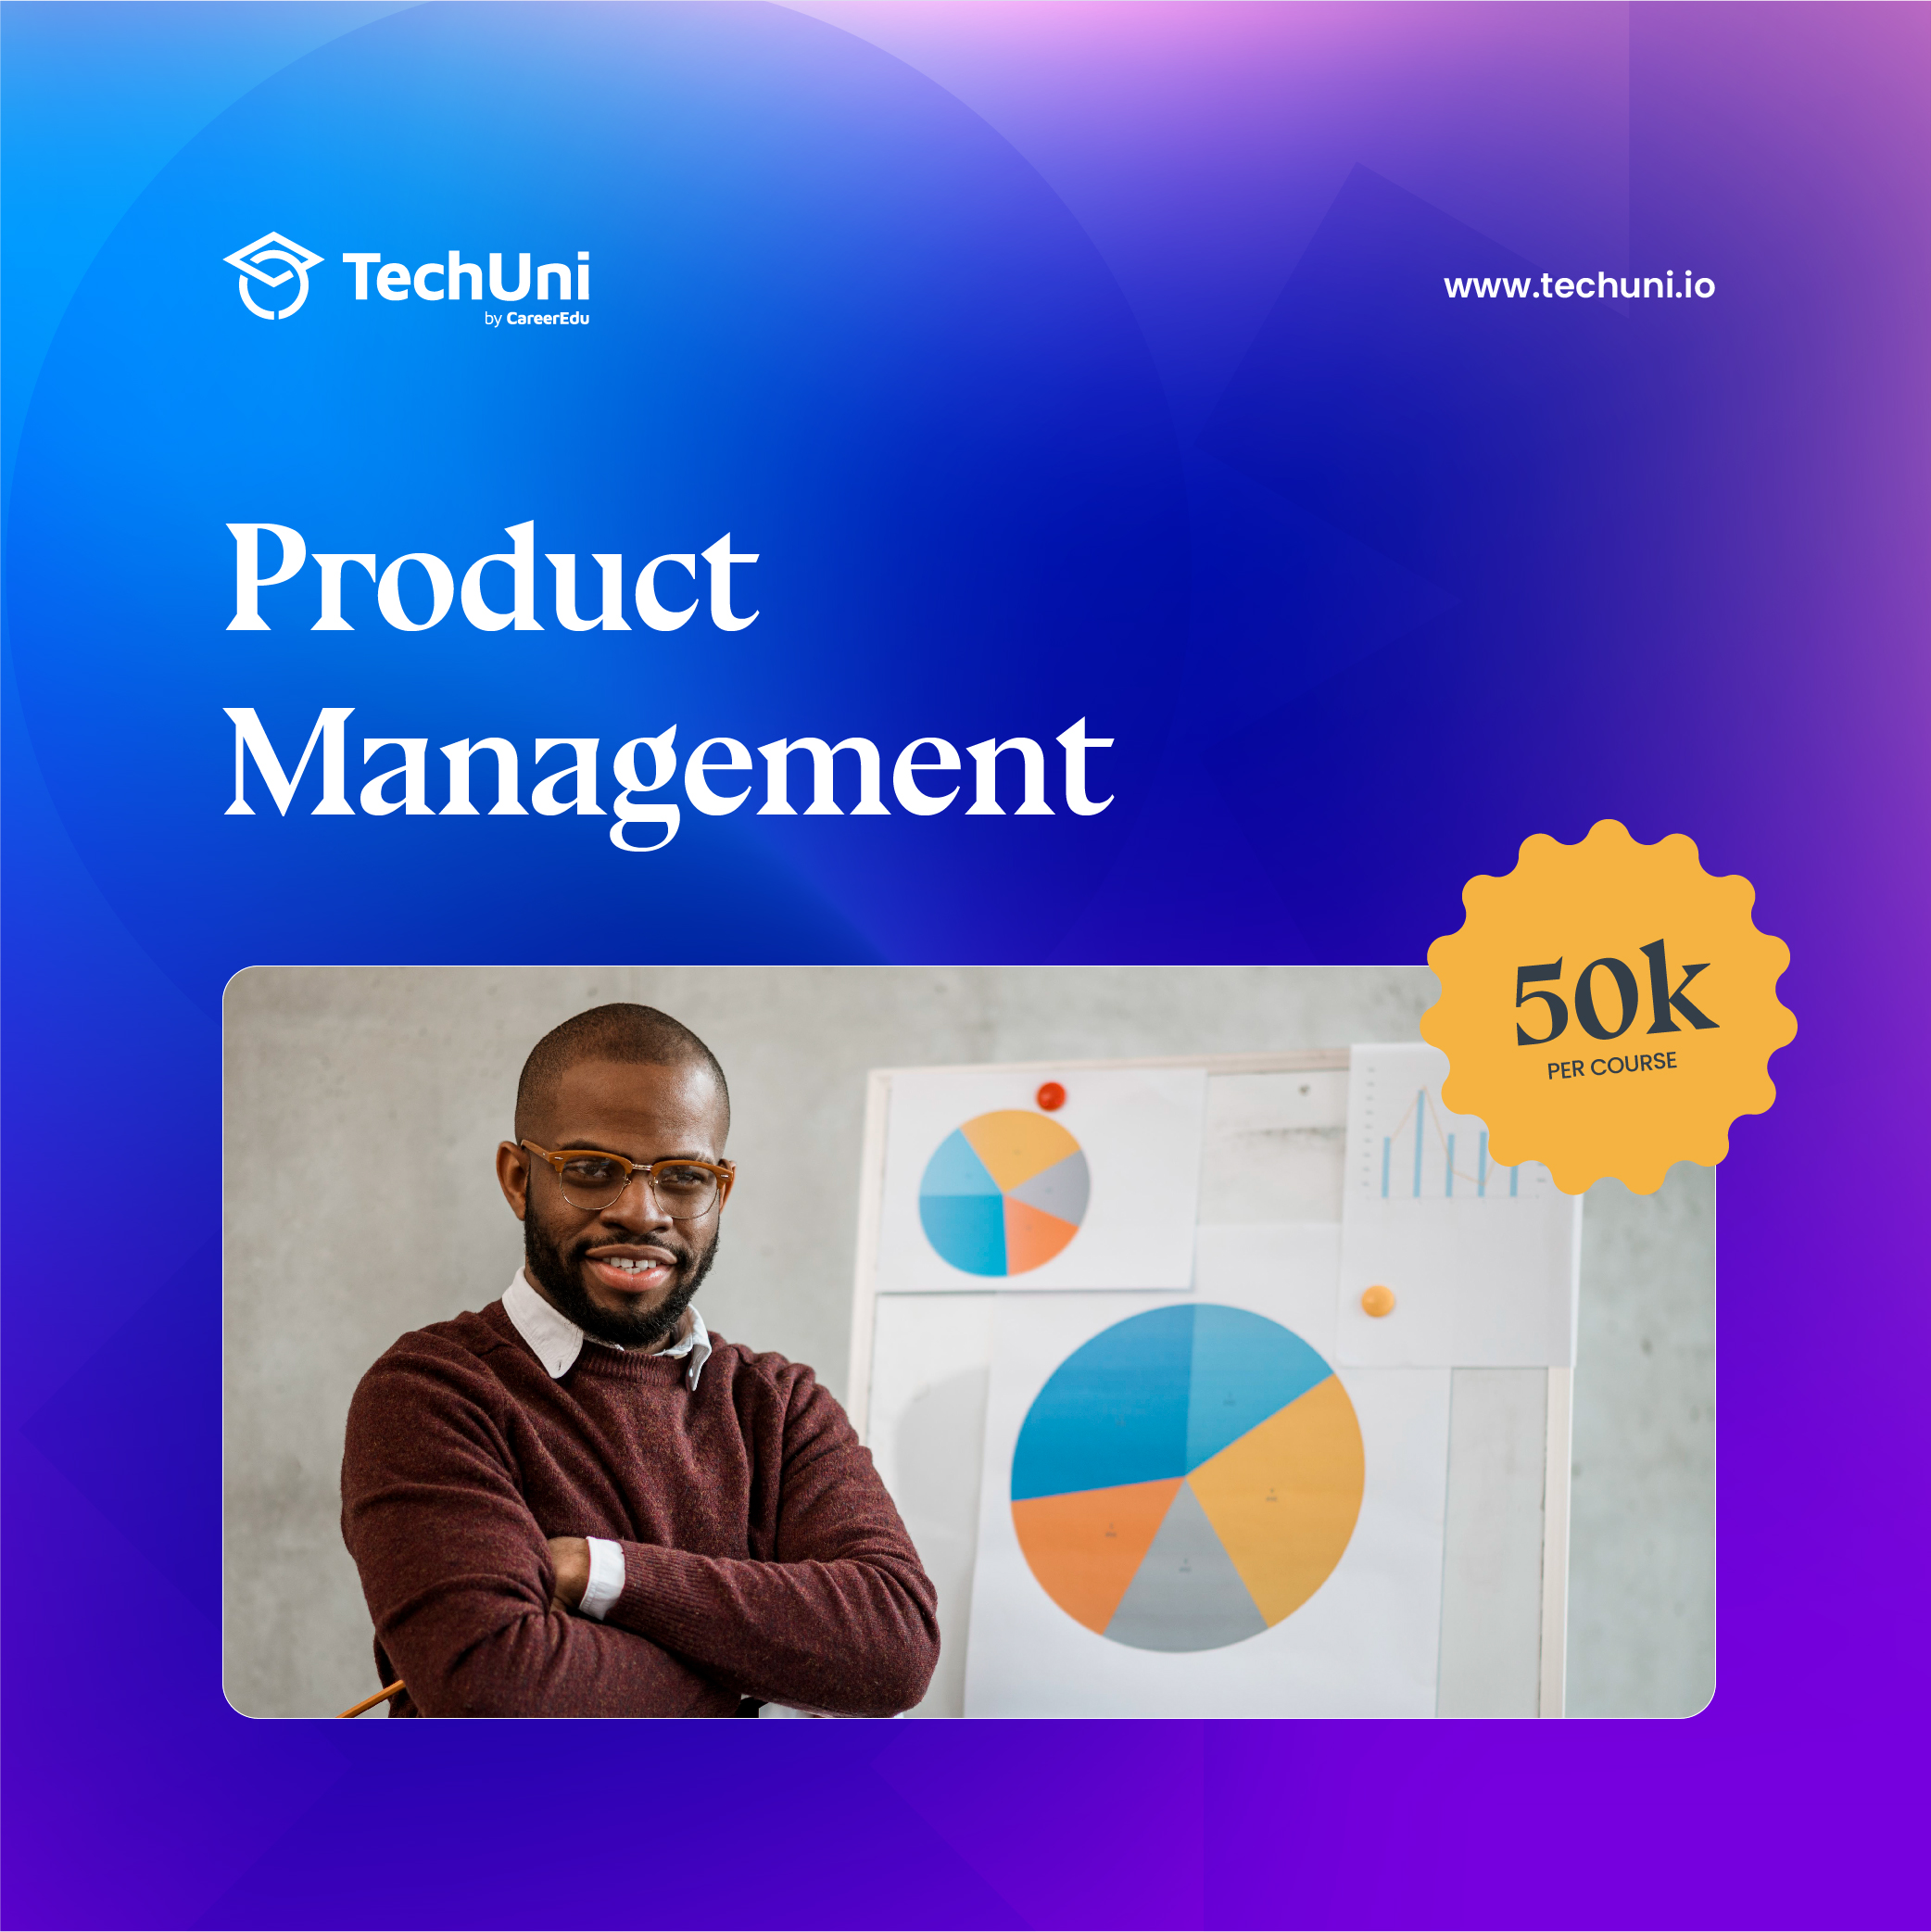 TechUni
by CareerEdu
www.techuni.io
Product
Management
50k
PER COURSE